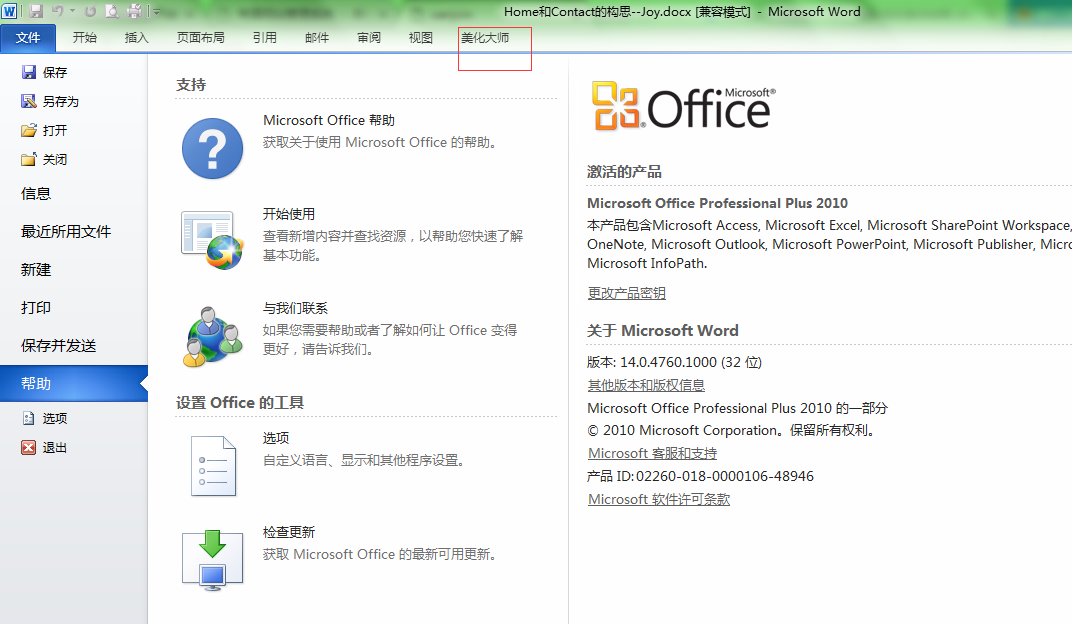 Home和Contact的构思--Joy.docx [兼容模式] - Microsoft Word
文件 开始 插入 页面布局 引用 邮件 审阅 视图 美化大师
保存
另存为
打开
关闭
信息
最近所用文件
新建
打印
保存并发送
帮助
选项
退出
支持
Microsoft Office 帮助
获取关于使用 Microsoft Office 的帮助。
开始使用
查看新增内容并查找资源，以帮助您快速了解
基本功能。
与我们联系
如果您需要帮助或者了解如何让 Office 变得
更好，请告诉我们。
设置 Office 的工具
选项
自定义语言、显示和其他程序设置。
检查更新
获取 Microsoft Office 的最新可用更新。
Microsoft®
Office
激活的产品
Microsoft Office Professional Plus 2010
本产品包含Microsoft Access, Microsoft Excel, Microsoft SharePoint Workspace,
OneNote, Microsoft Outlook, Microsoft PowerPoint, Microsoft Publisher, Micro
Microsoft InfoPath.
更改产品密钥
关于 Microsoft Word
版本: 14.0.4760.1000 (32 位)
其他版本和版权信息
Microsoft Office Professional Plus 2010 的一部分
© 2010 Microsoft Corporation。保留所有权利。
Microsoft 客服和支持
产品 ID:02260-018-0000106-48946
Microsoft 软件许可条款